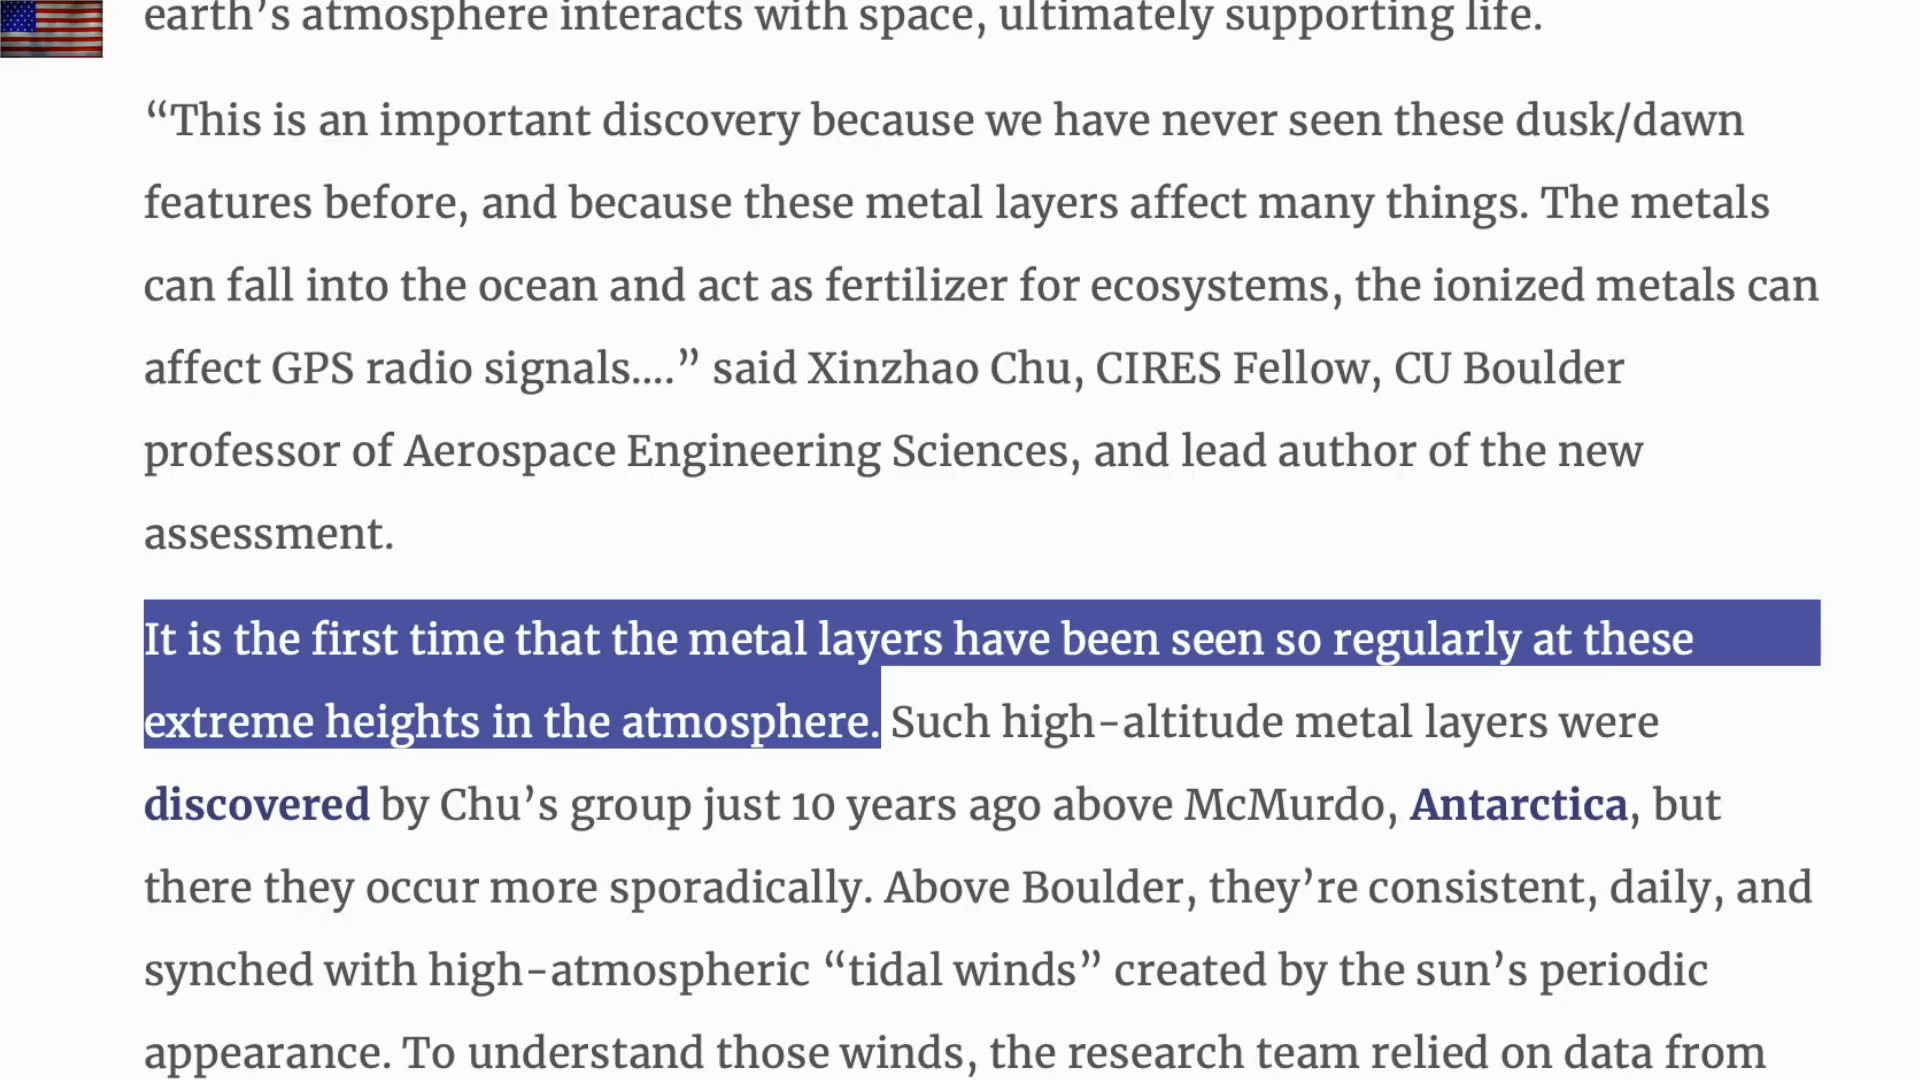 earth’s atmosphere interacts with space, ultimately supporting life.
“This is an important discovery because we have never seen these dusk/dawn
features before, and because these metal layers affect many things. The metals
can fall into the ocean and act as fertilizer for ecosystems, the ionized metals can
affect GPS radio signals....” said Xinzhao Chu, CIRES Fellow, CU Boulder
professor of Aerospace Engineering Sciences, and lead author of the new
assessment.
It is the first time that the metal layers have been seen so regularly at these
extreme heights in the atmosphere. Such high-altitude metal layers were
discovered by Chu’s group just 10 years ago above McMurdo, Antarctica, but
there they occur more sporadically. Above Boulder, they’re consistent, daily, and
synched with high-atmospheric “tidal winds” created by the sun’s periodic
appearance. To understand those winds, the research team relied on data from